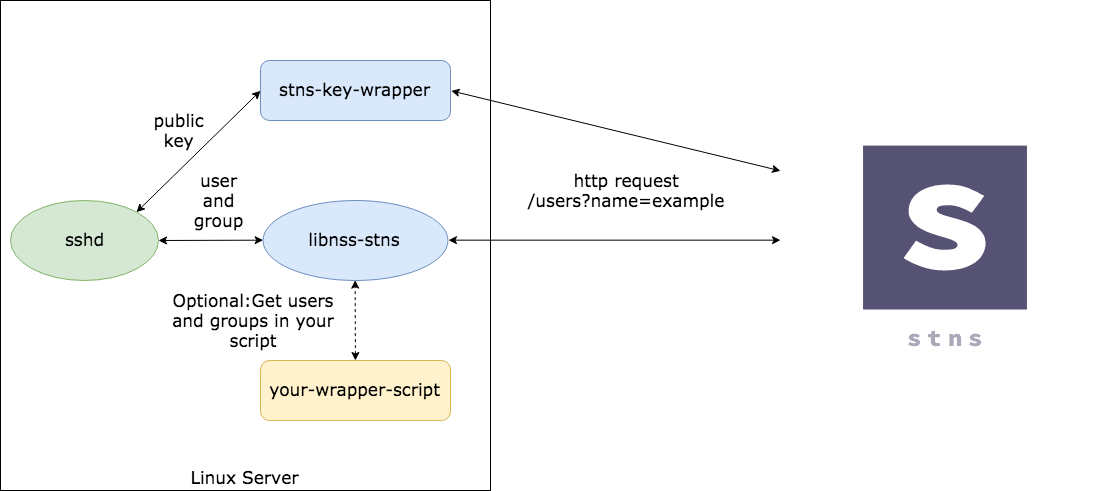 stns-key-wrapper
public
key
user
and
group
http request
/users?name=example
sshd
libnss-stns
S
stns
Optional:Get users
and groups in your
script
your-wrapper-script
Linux Server